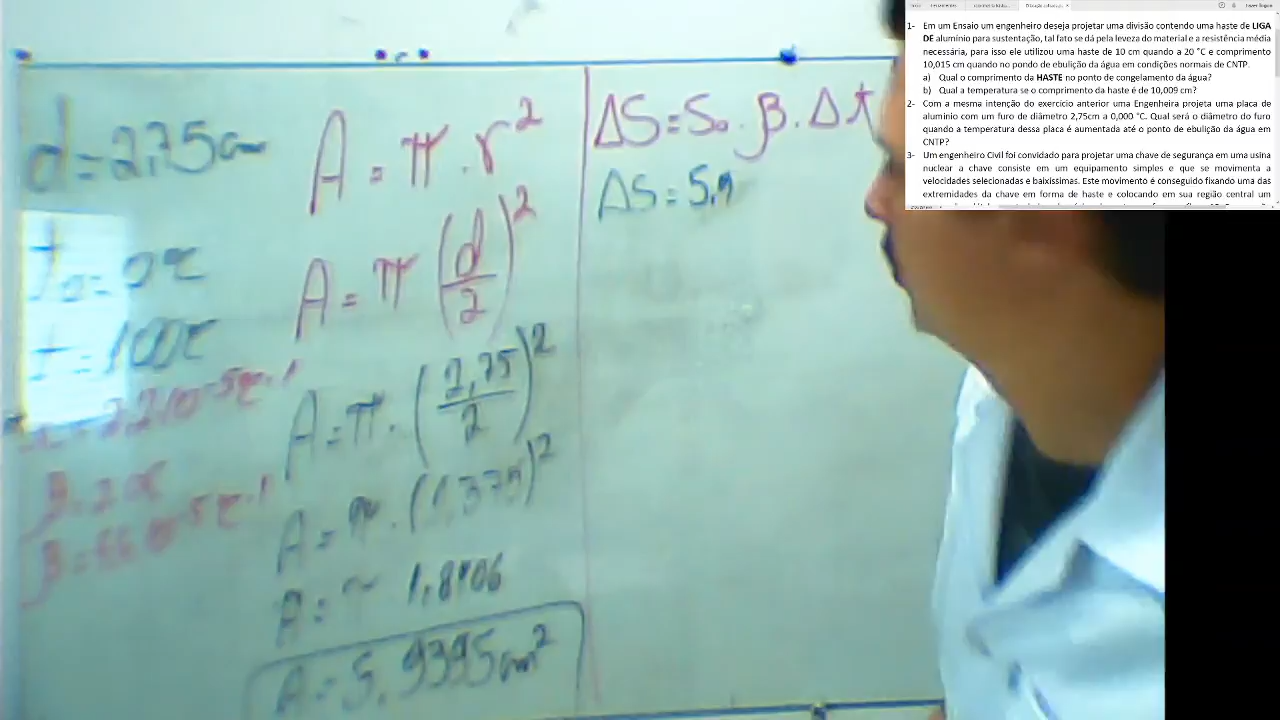 d=2,75cm
t₀=0°C
t=100°C
β=2α
A = π . r²
A = π (d/2)²
A = π . (2,75/2)²
A = π . (1,375)²
A = π 1,8906
A = 5,9395cm²
ΔS=S₀ . β . Δt
ΔS = 5,9
1- Em um Ensaio um engenheiro deseja projetar uma divisão contendo uma haste de LIGA
DE alumínio para sustentação, tal fato se dá pela leveza do material e a resistência média
necessária, para isso ele utilizou uma haste de 10 cm quando a 20 °C e comprimento
10,015 cm quando no pondo de ebulição da água em condições normais de CNTP.
a) Qual o comprimento da HASTE no ponto de congelamento da água?
b) Qual a temperatura se o comprimento da haste é de 10,009 cm?
2- Com a mesma intenção do exercício anterior uma Engenheira projeta uma placa de
alumínio com um furo de diâmetro 2,75cm a 0,000 °C. Qual será o diâmetro do furo
quando a temperatura dessa placa é aumentada até o ponto de ebulição da água em
CNTP?
3- Um engenheiro Civil foi convidado para projetar uma chave de segurança em uma usina
nuclear a chave consiste em um equipamento simples e que se movimenta a
velocidades selecionadas e baixíssimas. Este movimento é conseguido fixando uma das
extremidades da chave em forma de haste e colocando em sua região central um